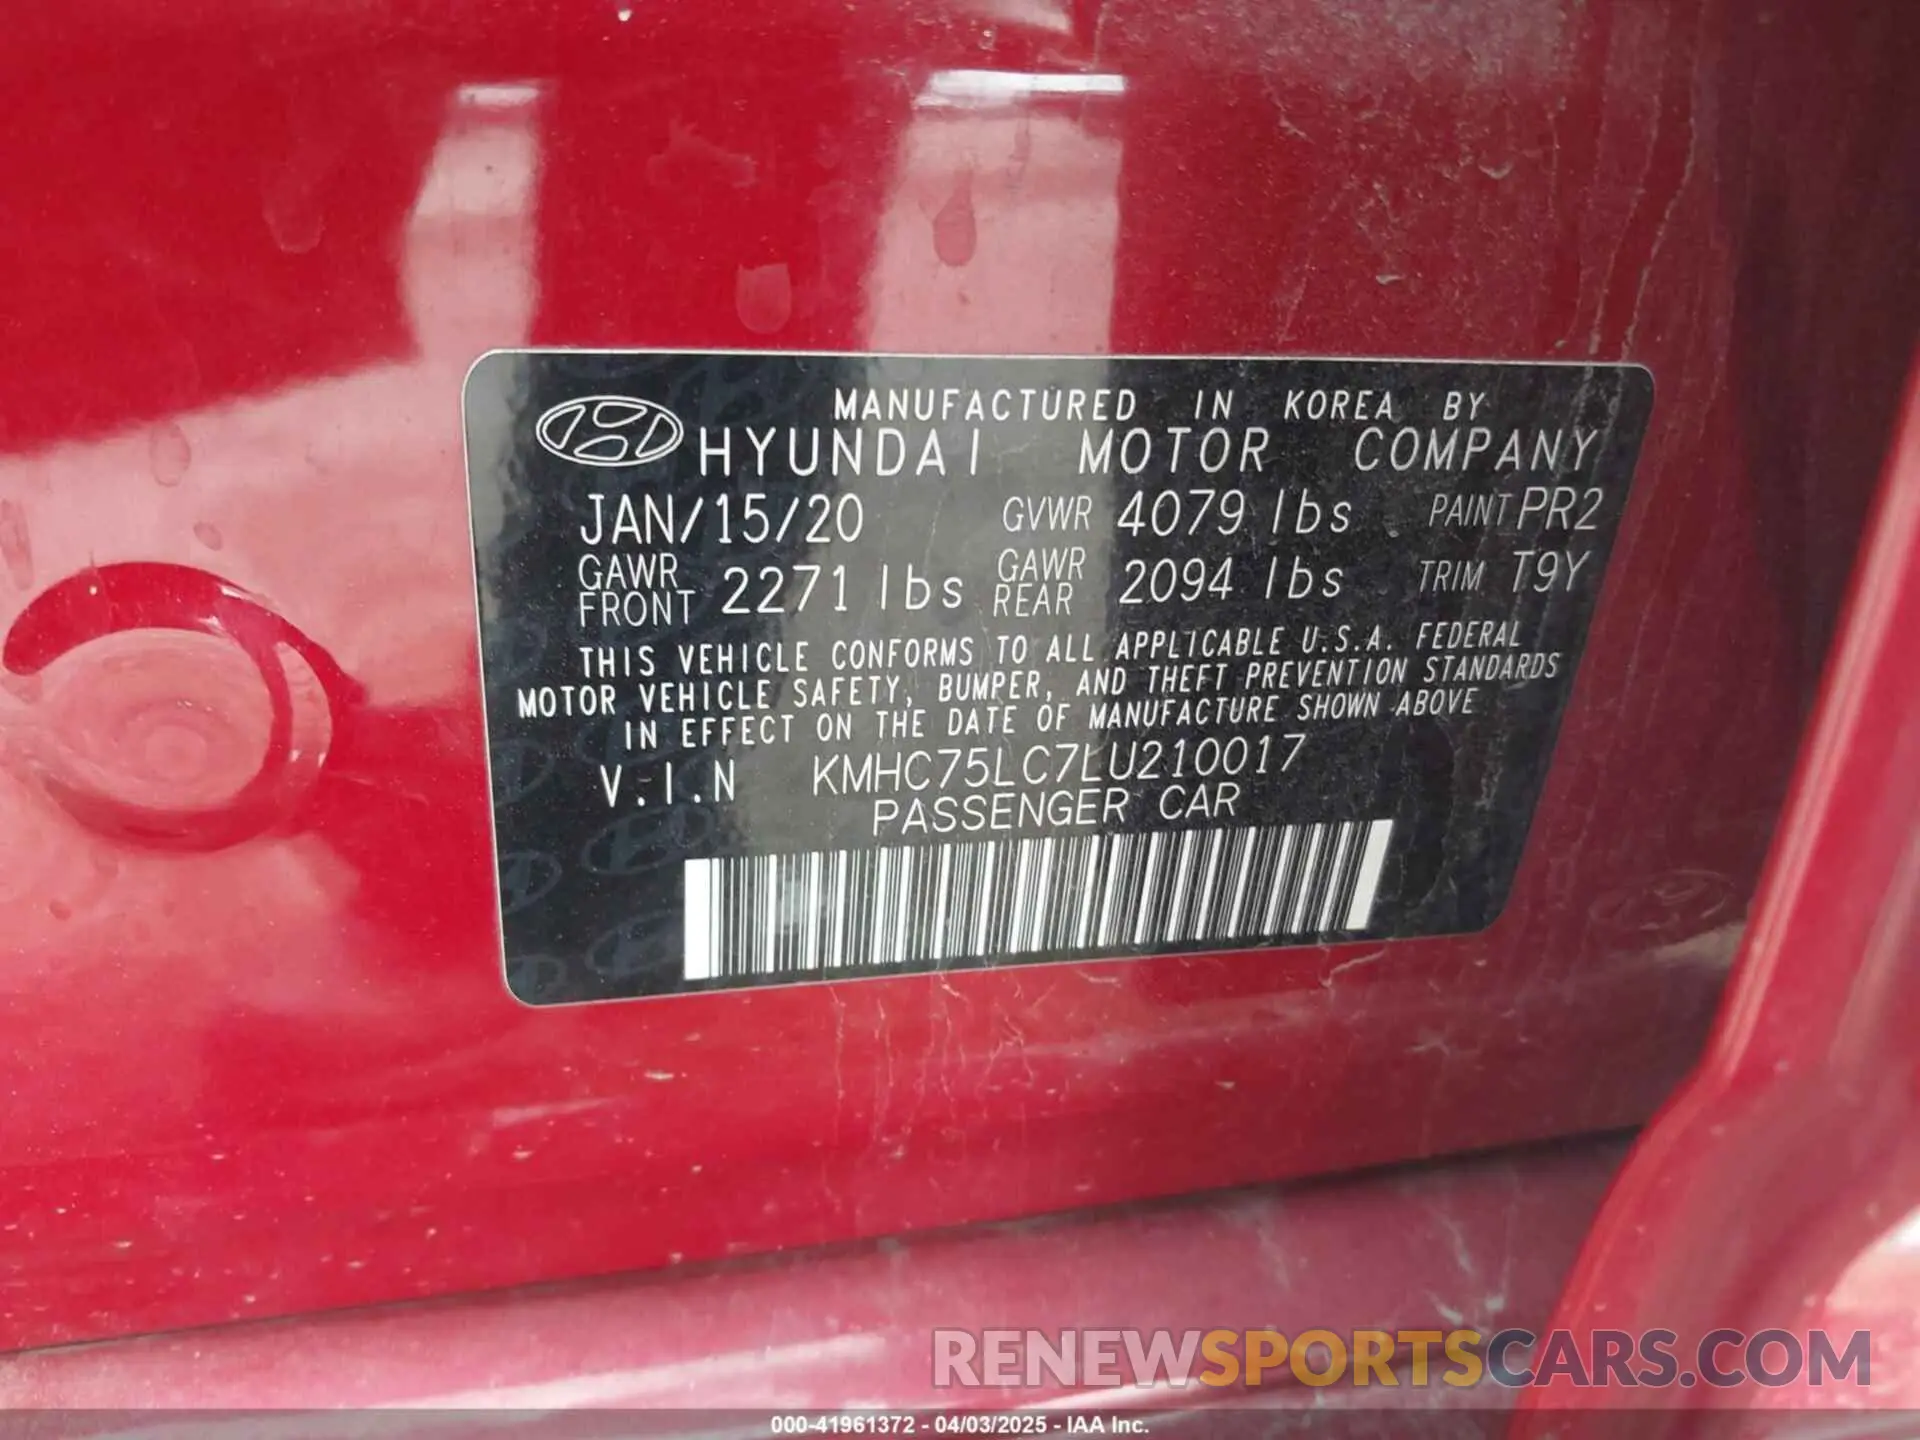 MANUFACTURED IN KOREA BY
HYUNDAI MOTOR COMPANY
JAN/15/20 GVWR 4079 lbs PAINT PR2
GAWR FRONT 2271 lbs GAWR REAR 2094 lbs TRIM T9Y
THIS VEHICLE CONFORMS TO ALL APPLICABLE U.S.A. FEDERAL
MOTOR VEHICLE SAFETY, BUMPER, AND THEFT PREVENTION STANDARDS
IN EFFECT ON THE DATE OF MANUFACTURE SHOWN ABOVE
V.I.N KMHC75LC7LU210017
PASSENGER CAR
RENEWSPORTSCARS.COM
000-41961372 - 04/03/2025 - IAA Inc.